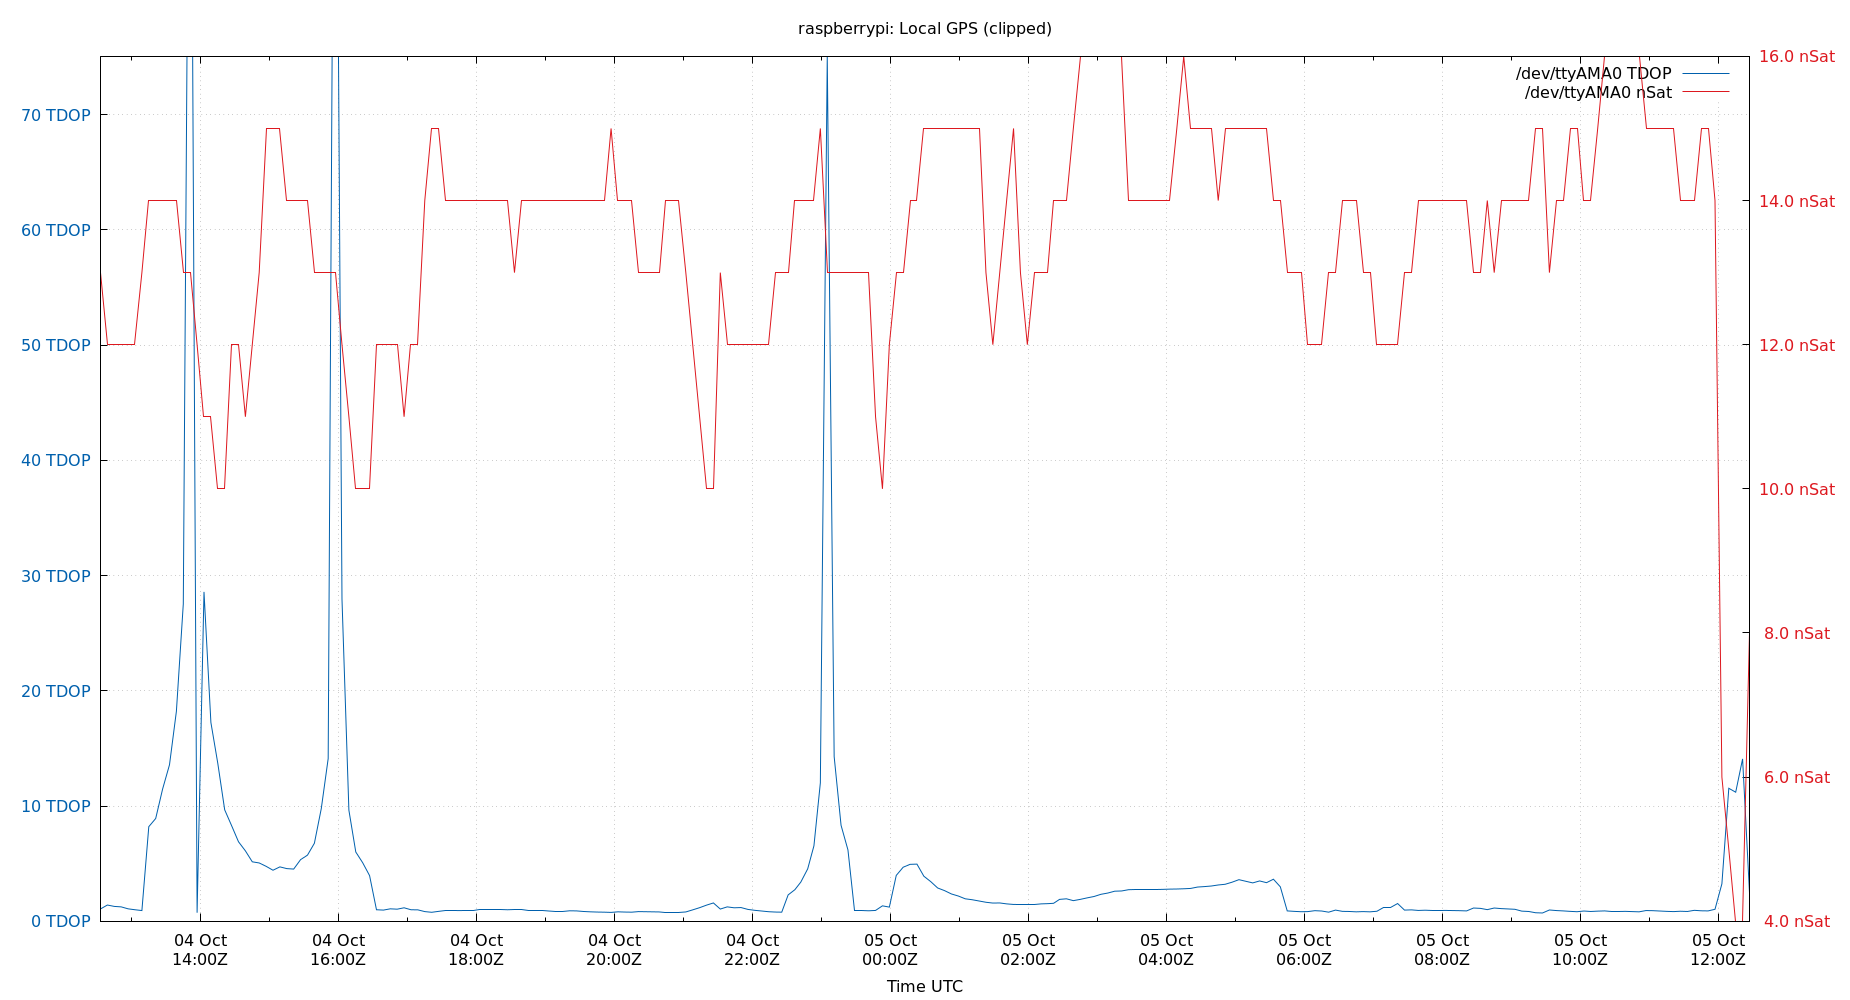 raspberrypi: Local GPS (clipped)
/dev/ttyAMA0 TDOP
/dev/ttyAMA0 nSat
70 TDOP
60 TDOP
50 TDOP
40 TDOP
30 TDOP
20 TDOP
10 TDOP
0 TDOP
16.0 nSat
14.0 nSat
12.0 nSat
10.0 nSat
8.0 nSat
6.0 nSat
4.0 nSat
04 Oct 04 Oct 04 Oct 04 Oct 04 Oct 05 Oct 05 Oct 05 Oct 05 Oct 05 Oct 05 Oct 05 Oct
14:00Z 16:00Z 18:00Z 20:00Z 22:00Z 00:00Z 02:00Z 04:00Z 06:00Z 08:00Z 10:00Z 12:00Z
Time UTC